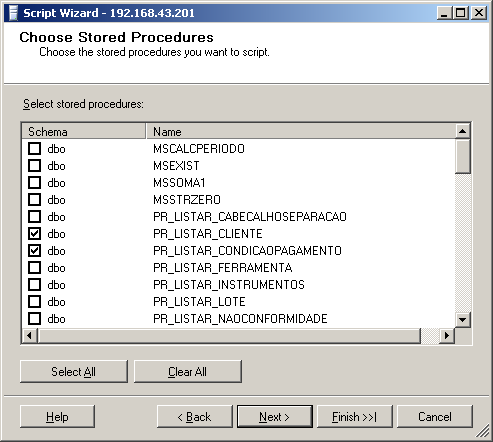 Script Wizard - 192.168.43.201
Choose Stored Procedures
Choose the stored procedures you want to script.
Select stored procedures:
Schema Name
dbo MSCALCPERIODO
dbo MSEXIST
dbo MSSOMA1
dbo MSSTRZERO
dbo PR_LISTAR_CABECALHOSEPARACAO
dbo PR_LISTAR_CLIENTE
dbo PR_LISTAR_CONDICAOPAGAMENTO
dbo PR_LISTAR_FERRAMENTA
dbo PR_LISTAR_INSTRUMENTOS
dbo PR_LISTAR_LOTE
dbo PR_LISTAR_NAOCONFORMIDADE
Select All Clear All
Help < Back Next > Finish >>| Cancel